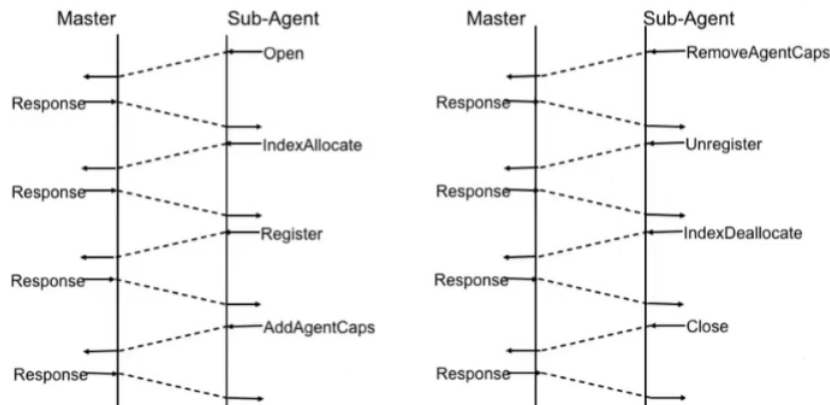 Master Sub-Agent
Open
Response
IndexAllocate
Response
Register
Response
AddAgentCaps
Response
Master Sub-Agent
RemoveAgentCaps
Response
Unregister
Response
IndexDeallocate
Response
Close
Response